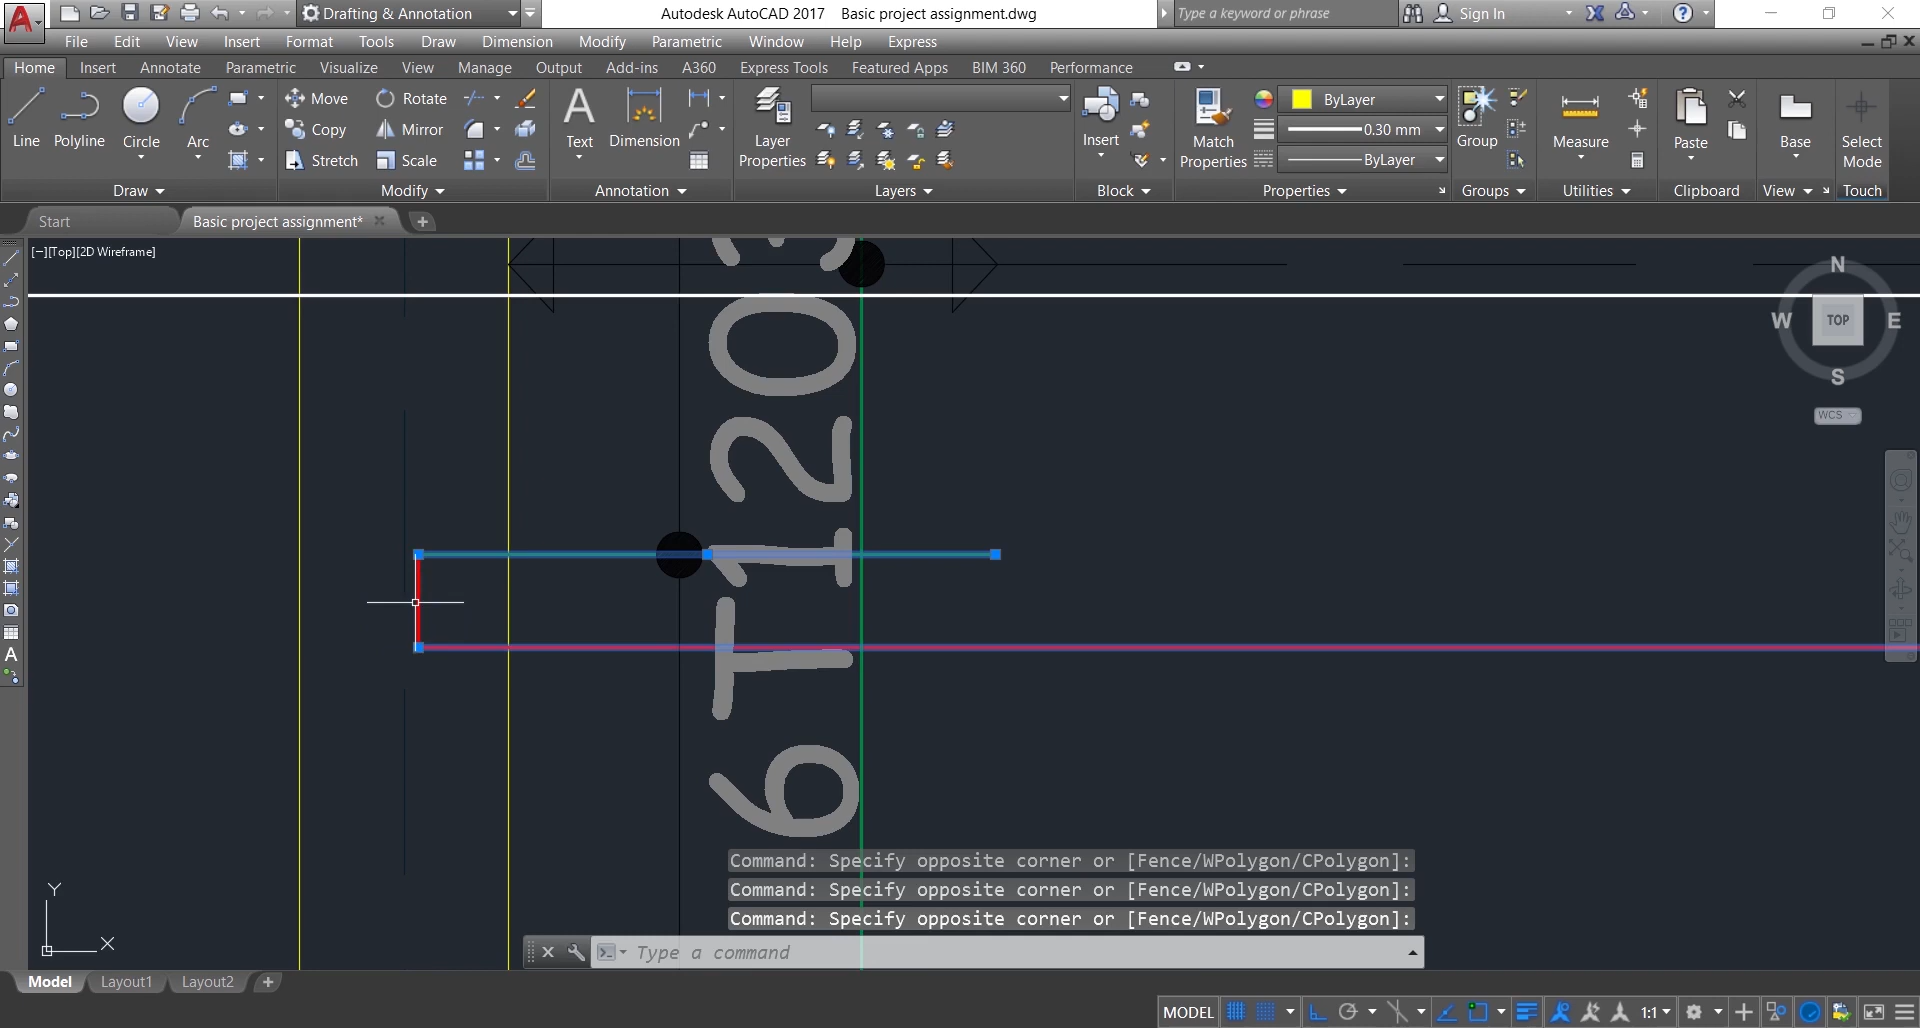 Drafting & Annotation
Autodesk AutoCAD 2017 Basic project assignment.dwg
Type a keyword or phrase
Sign In
File Edit View Insert Format Tools Draw Dimension Modify Parametric Window Help Express
Home Insert Annotate Parametric Visualize View Manage Output Add-ins A360 Express Tools Featured Apps BIM 360 Performance
Line Polyline Circle Arc
Move Rotate
Copy Mirror
Stretch Scale
Text Dimension
Layer Properties
Insert
Match Properties
ByLayer
0.30 mm
ByLayer
Group
Measure
Paste
Base
Select Mode
Draw Modify Annotation Layers Block Properties Groups Utilities Clipboard View Touch
Start Basic project assignment*
[−][Top][2D Wireframe]
N
W TOP E
S
WCS
6T1203
Command: Specify opposite corner or [Fence/WPolygon/CPolygon]:
Command: Specify opposite corner or [Fence/WPolygon/CPolygon]:
Command: Specify opposite corner or [Fence/WPolygon/CPolygon]:
Type a command
Y
X
Model Layout1 Layout2
MODEL 1:1